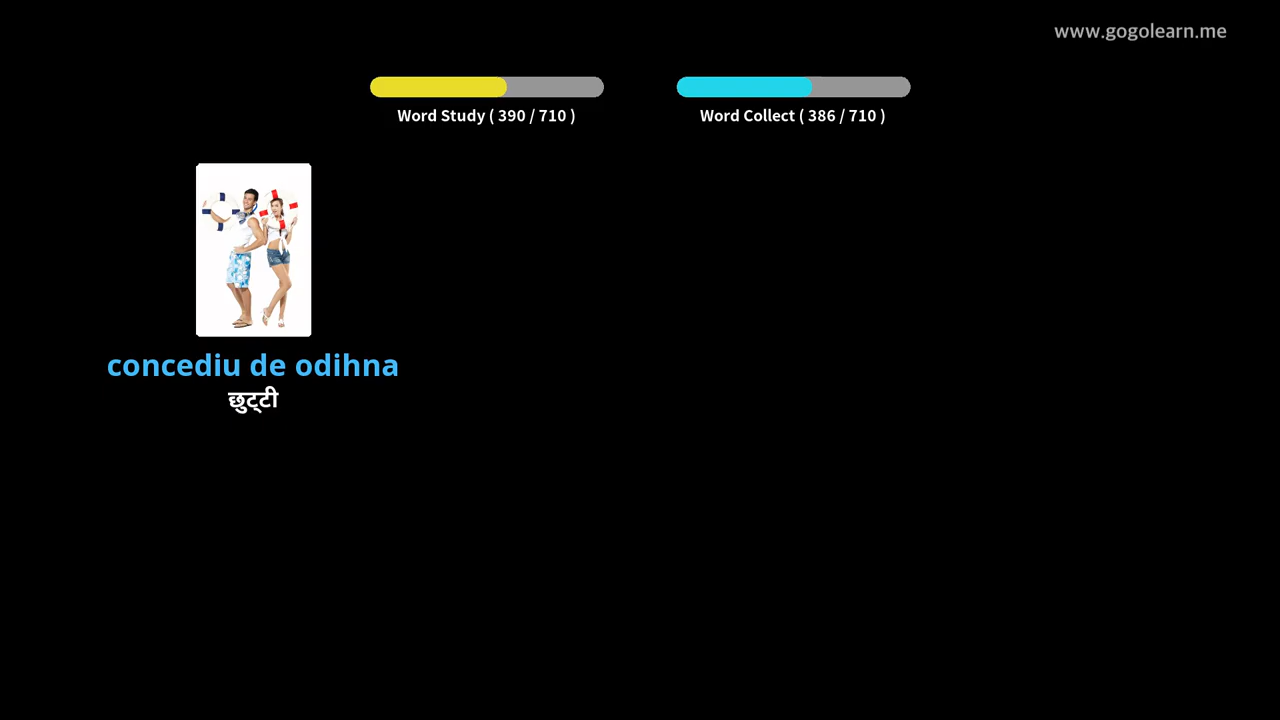 www.gogolearn.me
Word Study ( 390 / 710 )
Word Collect ( 386 / 710 )
concediu de odihna
छुट्टी